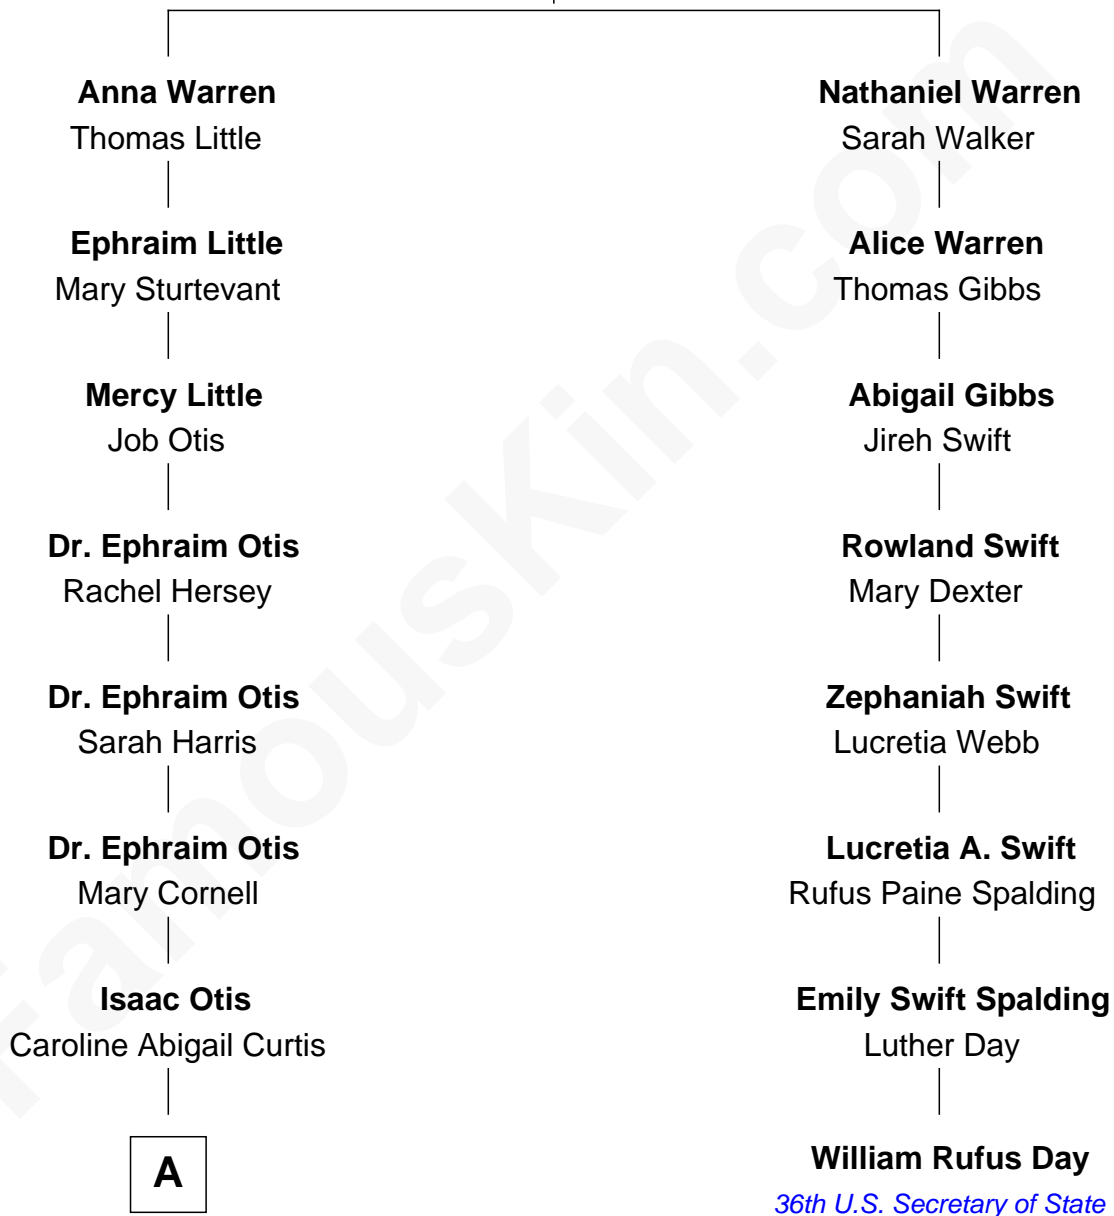 Anna Warren
Thomas Little
Nathaniel Warren
Sarah Walker
Ephraim Little
Mary Sturtevant
Alice Warren
Thomas Gibbs
Mercy Little
Job Otis
Abigail Gibbs
Jireh Swift
Dr. Ephraim Otis
Rachel Hersey
Rowland Swift
Mary Dexter
Dr. Ephraim Otis
Sarah Harris
Zephaniah Swift
Lucretia Webb
Dr. Ephraim Otis
Mary Cornell
Lucretia A. Swift
Rufus Paine Spalding
Isaac Otis
Caroline Abigail Curtis
Emily Swift Spalding
Luther Day
A
William Rufus Day
36th U.S. Secretary of State
FamousKin.com